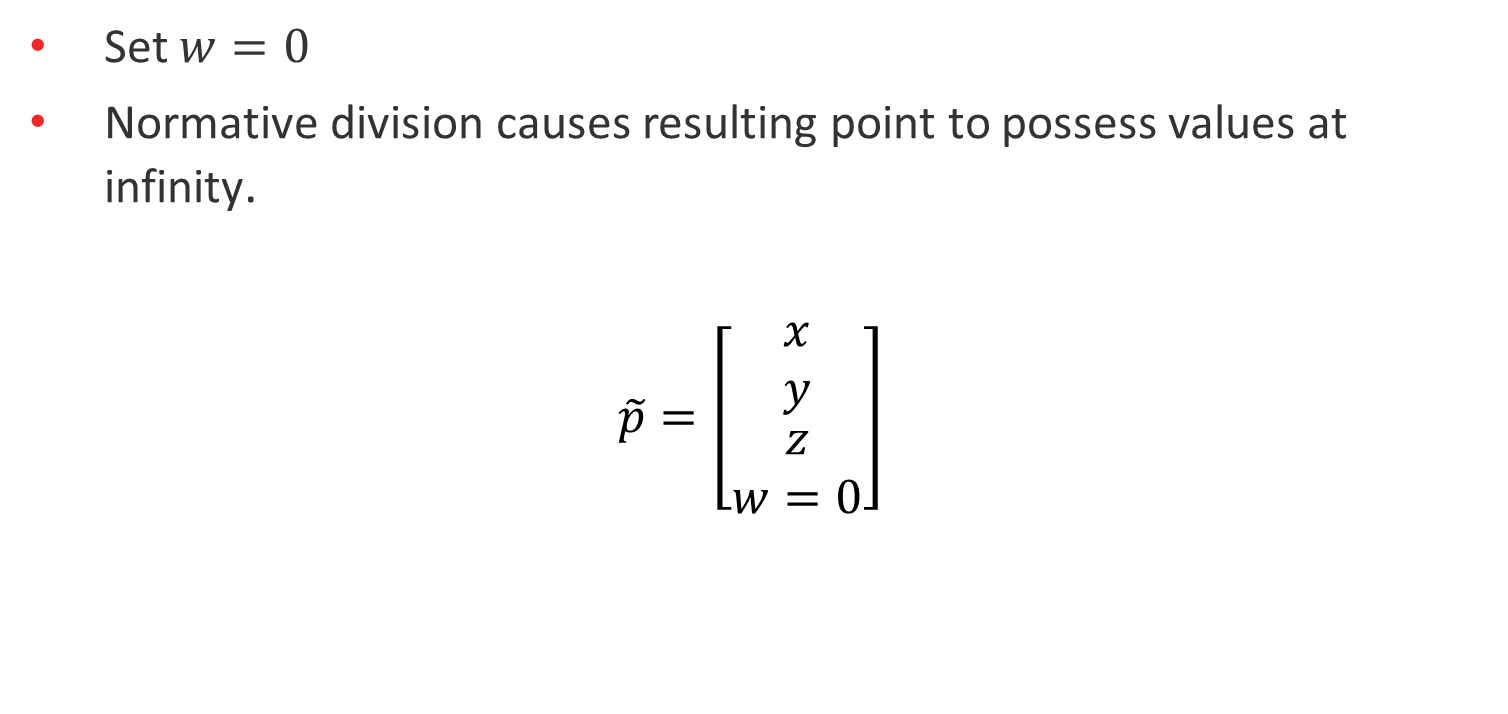 • Set 𝑤 = 0
• Normative division causes resulting point to possess values at
infinity.
p̃ = [
x
y
z
w = 0
]